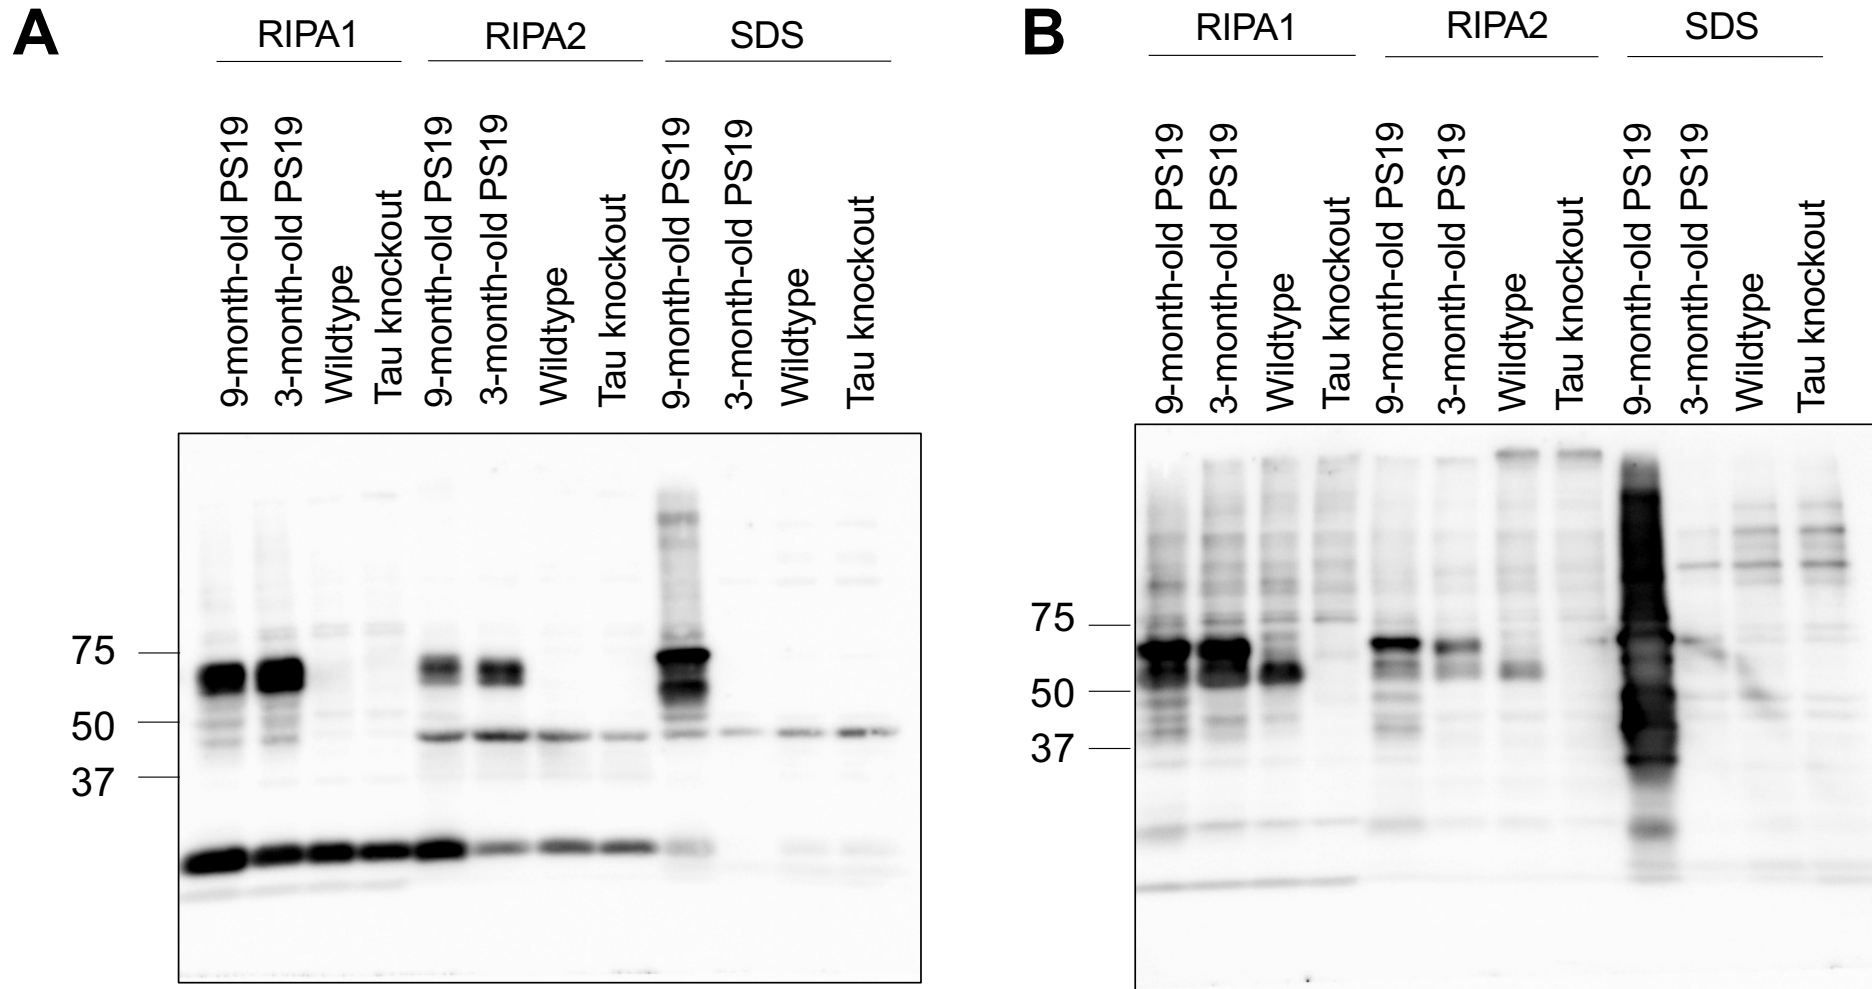 A
RIPA1
RIPA2
SDS
9-month-old PS19
3-month-old PS19
Wildtype
Tau knockout
9-month-old PS19
3-month-old PS19
Wildtype
Tau knockout
9-month-old PS19
3-month-old PS19
Wildtype
Tau knockout
75
50
37
B
RIPA1
RIPA2
SDS
9-month-old PS19
3-month-old PS19
Wildtype
Tau knockout
9-month-old PS19
3-month-old PS19
Wildtype
Tau knockout
9-month-old PS19
3-month-old PS19
Wildtype
Tau knockout
75
50
37